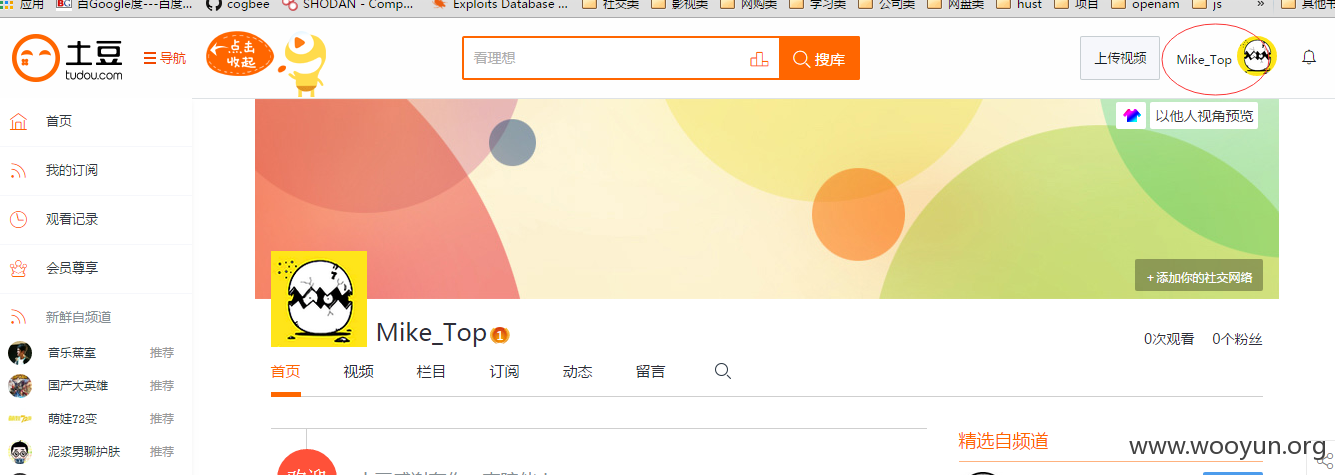 应用 百Google度---百度... cogbee SHODAN - Comp... Exploits Database ... 社交类 影视类 网购类 学习类 公司类 网盘类 hust 项目 openam js »
土豆 tudou.com 导航 点击收起 看理想 搜库 上传视频 Mike_Top
首页
我的订阅
观看记录
会员尊享
新鲜自频道
音乐蕉室 推荐
国产大英雄 推荐
萌娃72变 推荐
泥浆男聊护肤 推荐
以他人视角预览
+ 添加你的社交网络
Mike_Top 1
0次观看 0个粉丝
首页 视频 栏目 订阅 动态 留言
欢迎
精选自频道
www.wooyun.org